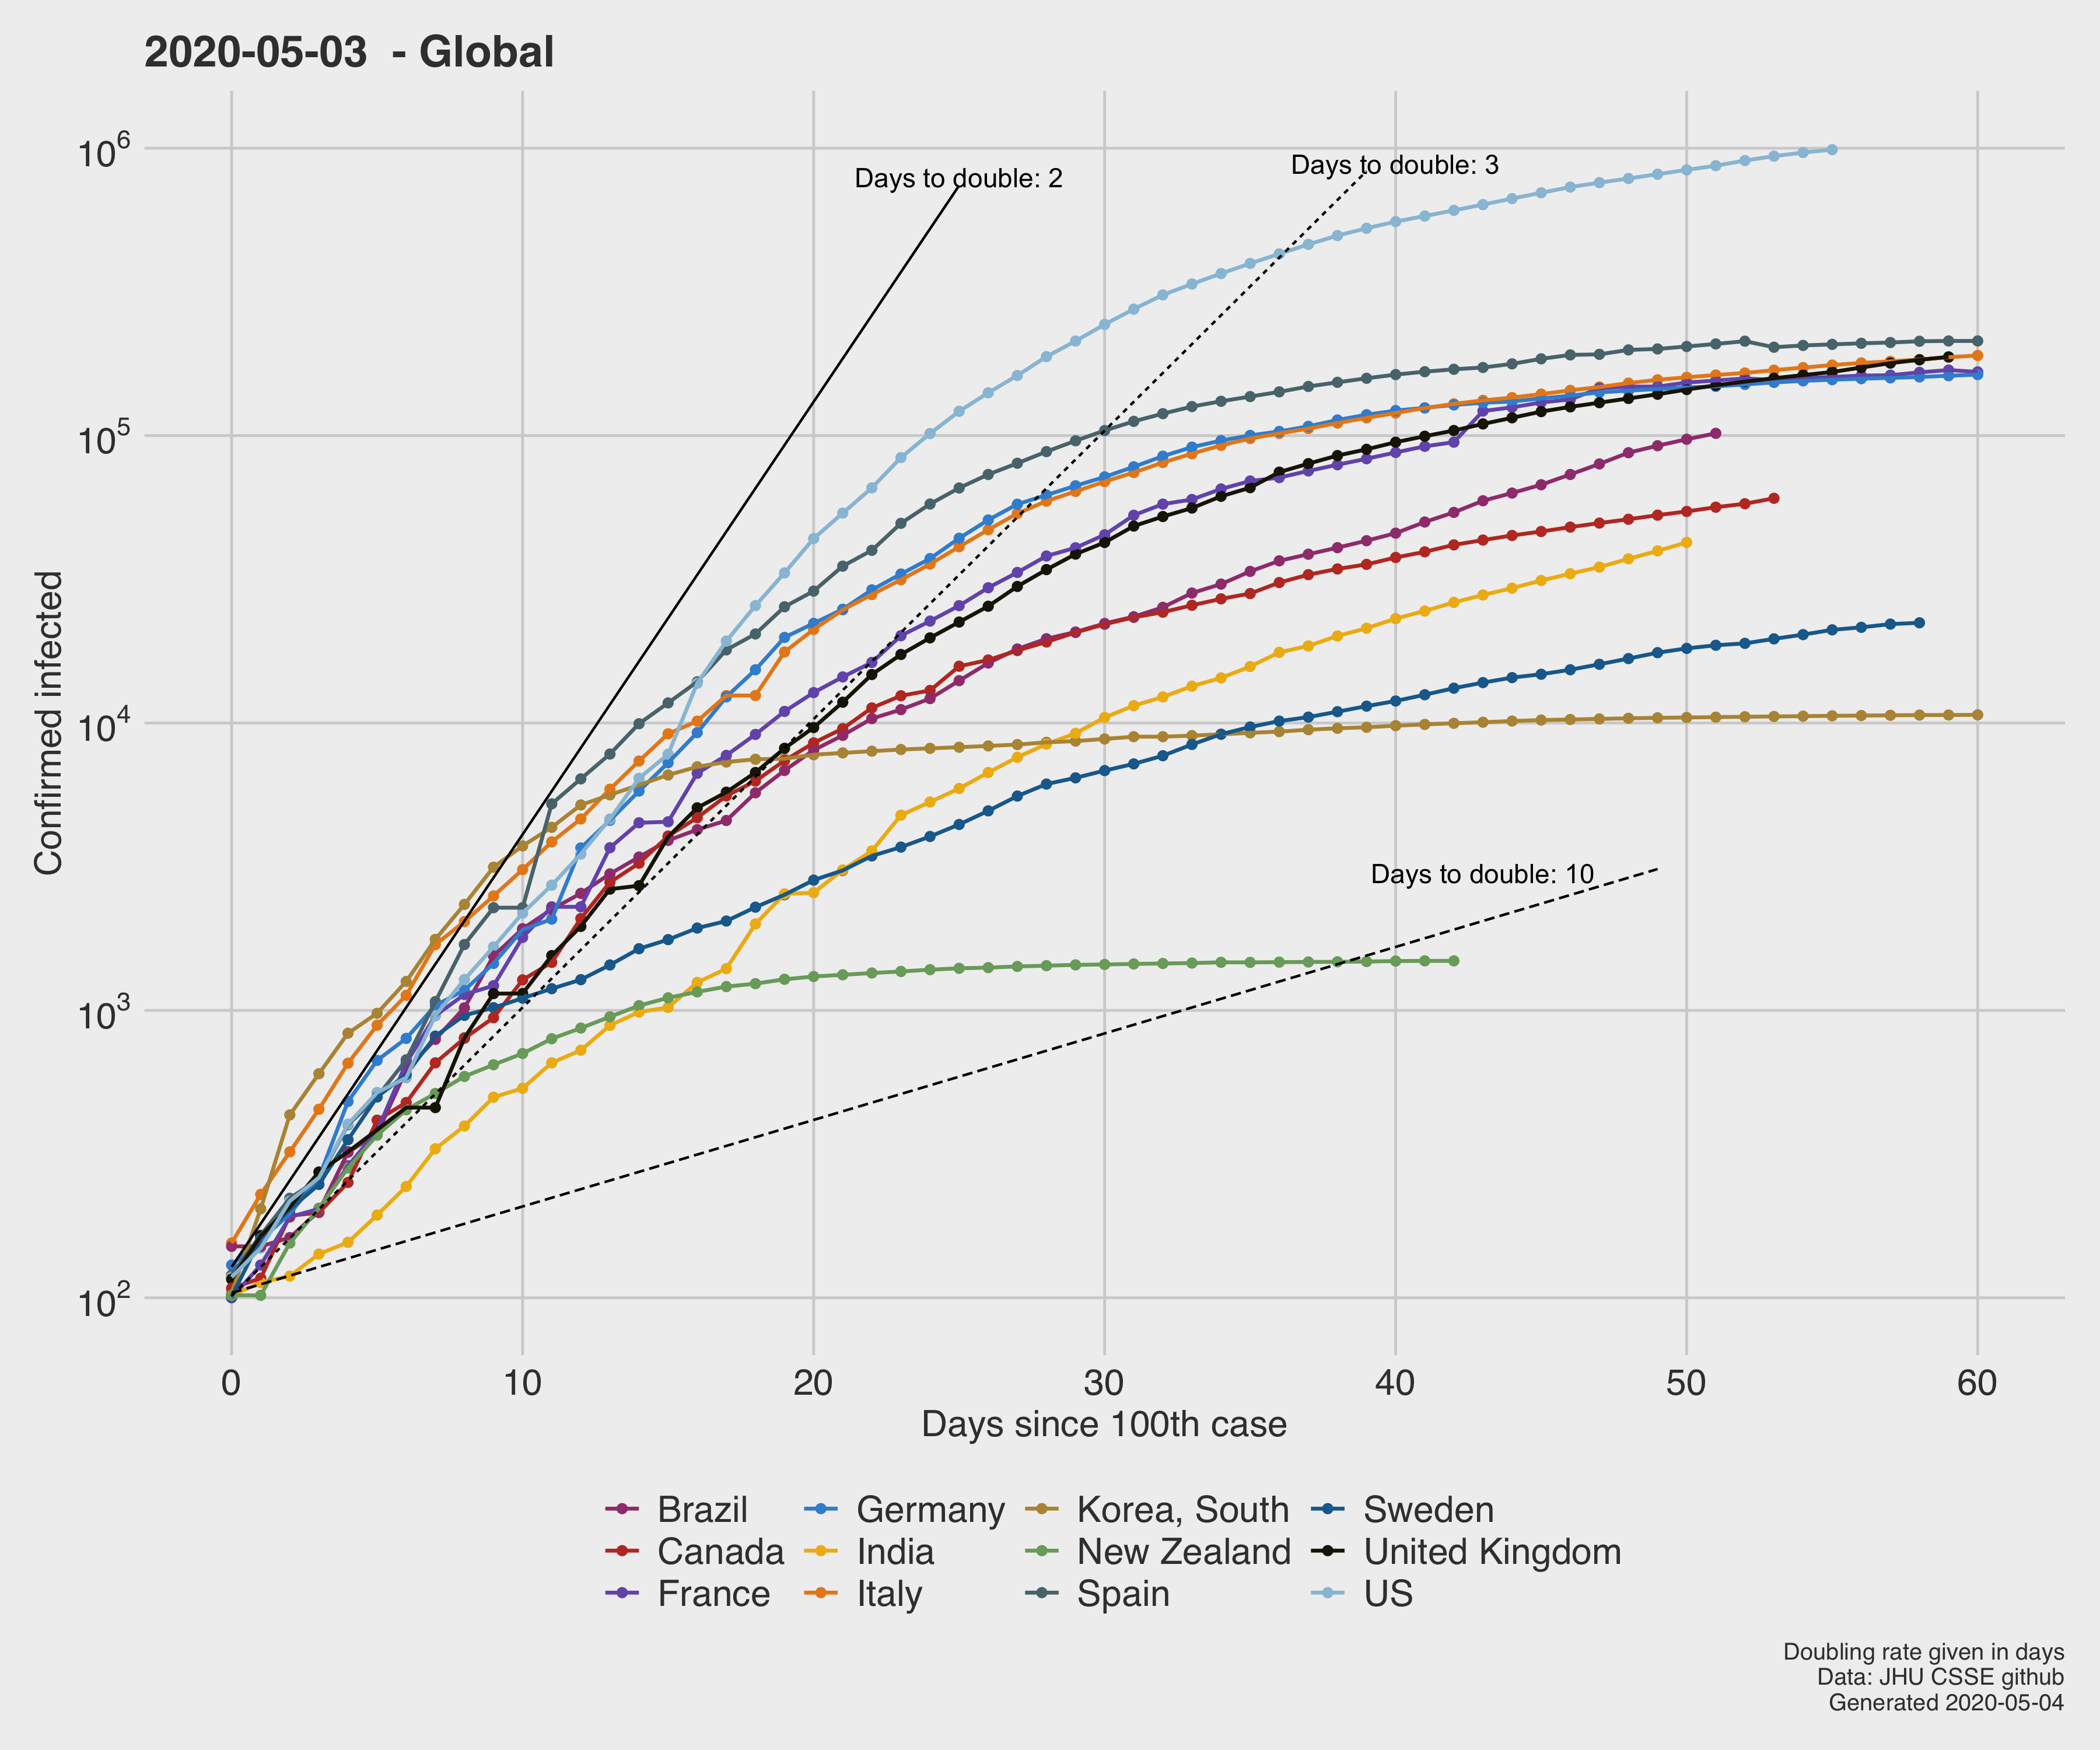 2020-05-03  - Global
Confirmed infected
10^6
10^5
10^4
10^3
10^2
Days to double: 2
Days to double: 3
Days to double: 10
0 10 20 30 40 50 60
Days since 100th case
Brazil Germany Korea, South Sweden
Canada India New Zealand United Kingdom
France Italy Spain US
Doubling rate given in days
Data: JHU CSSE github
Generated 2020-05-04